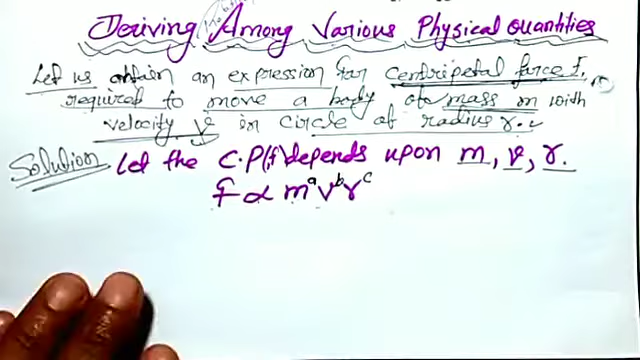 Deriving Among Various Physical Quantities
Let us obtain an expression for centripetal force F,
required to move a body of mass m with
velocity v in circle of radius r.
Solution Let the C.P(f) depends upon m, v, r.
F ∝ mᵃvᵇrᶜ